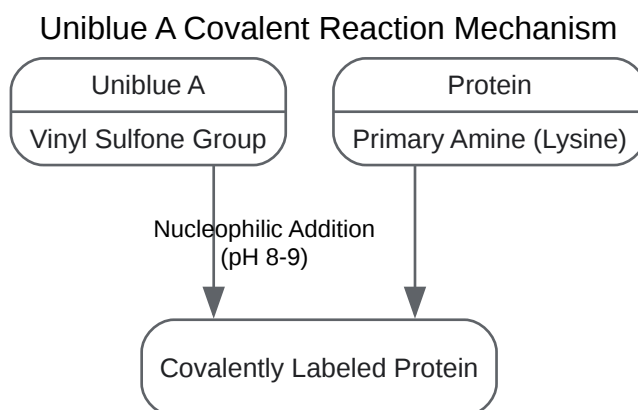 Uniblue A Covalent Reaction Mechanism
Uniblue A
Vinyl Sulfone Group
Protein
Primary Amine (Lysine)
Nucleophilic Addition
(pH 8-9)
Covalently Labeled Protein